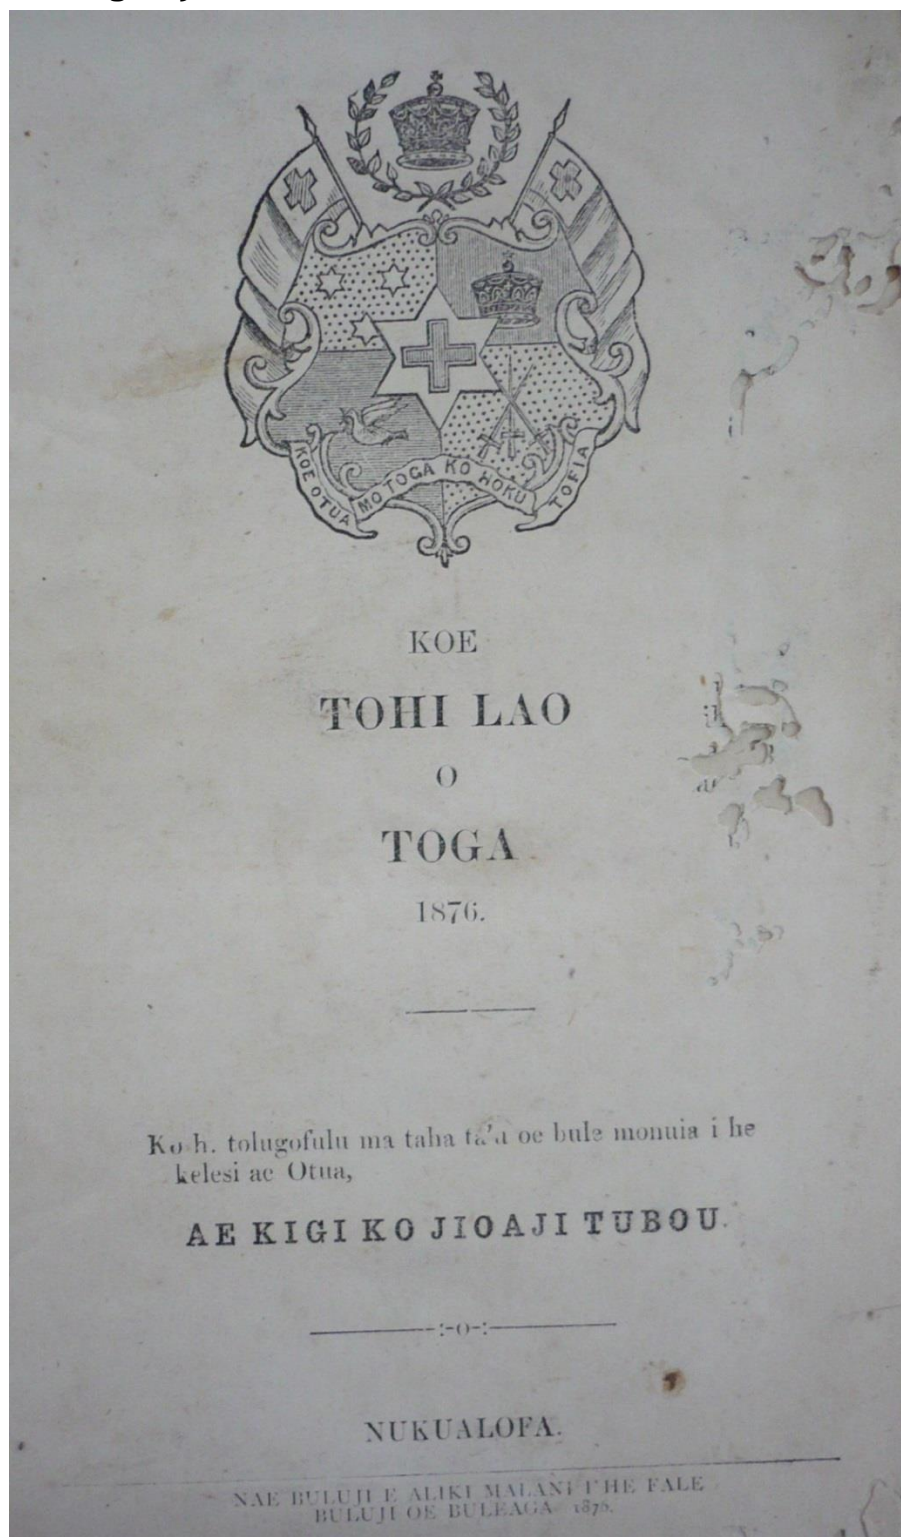 KOE OTUA MO TOGA KO HOKU TOFIA
KOE
TOHI LAO
O
TOGA
1876.
Ko h. tolugofulu ma taha ta'u oe bule monuia i he
kelesi ae Otua,
AE KIGI KO JIOAJI TUBOU.
-:-o-:-
NUKUALOFA.
NAE BULUJI E ALIKI MALANI I HE FALE
BULUJI OE BULEAGA 1876.